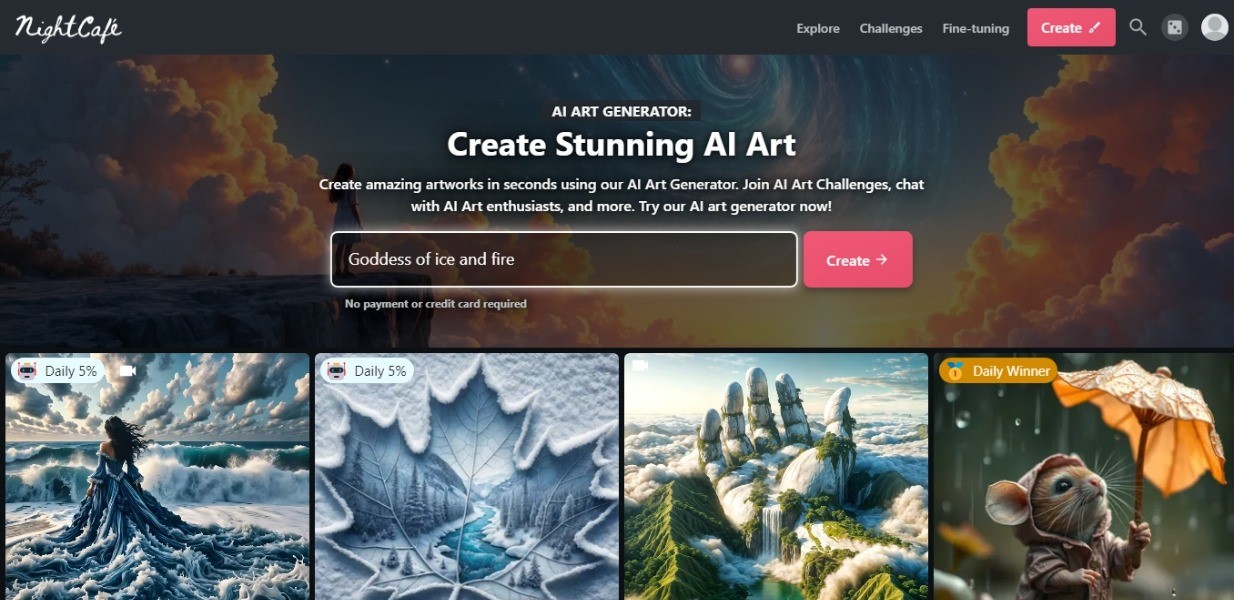 NightCafé
Explore
Challenges
Fine-tuning
Create
AI ART GENERATOR:
Create Stunning AI Art
Create amazing artworks in seconds using our AI Art Generator. Join AI Art Challenges, chat
with AI Art enthusiasts, and more. Try our AI art generator now!
Goddess of ice and fire
Create →
No payment or credit card required
Daily 5%
Daily 5%
1
Daily Winner